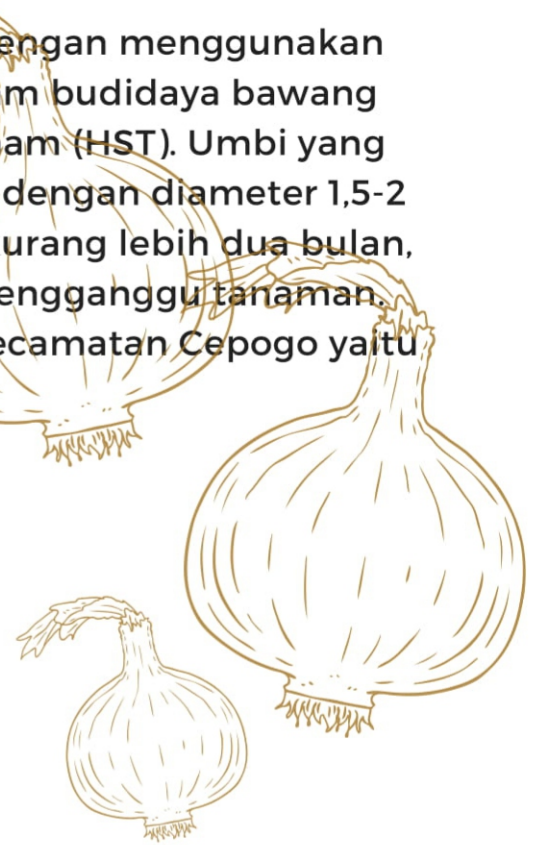 engan menggunakan
m budidaya bawang
am (HST). Umbi yang
dengan diameter 1,5-2
urang lebih dua bulan,
engganggu tanaman.
ecamatan Cepogo yaitu